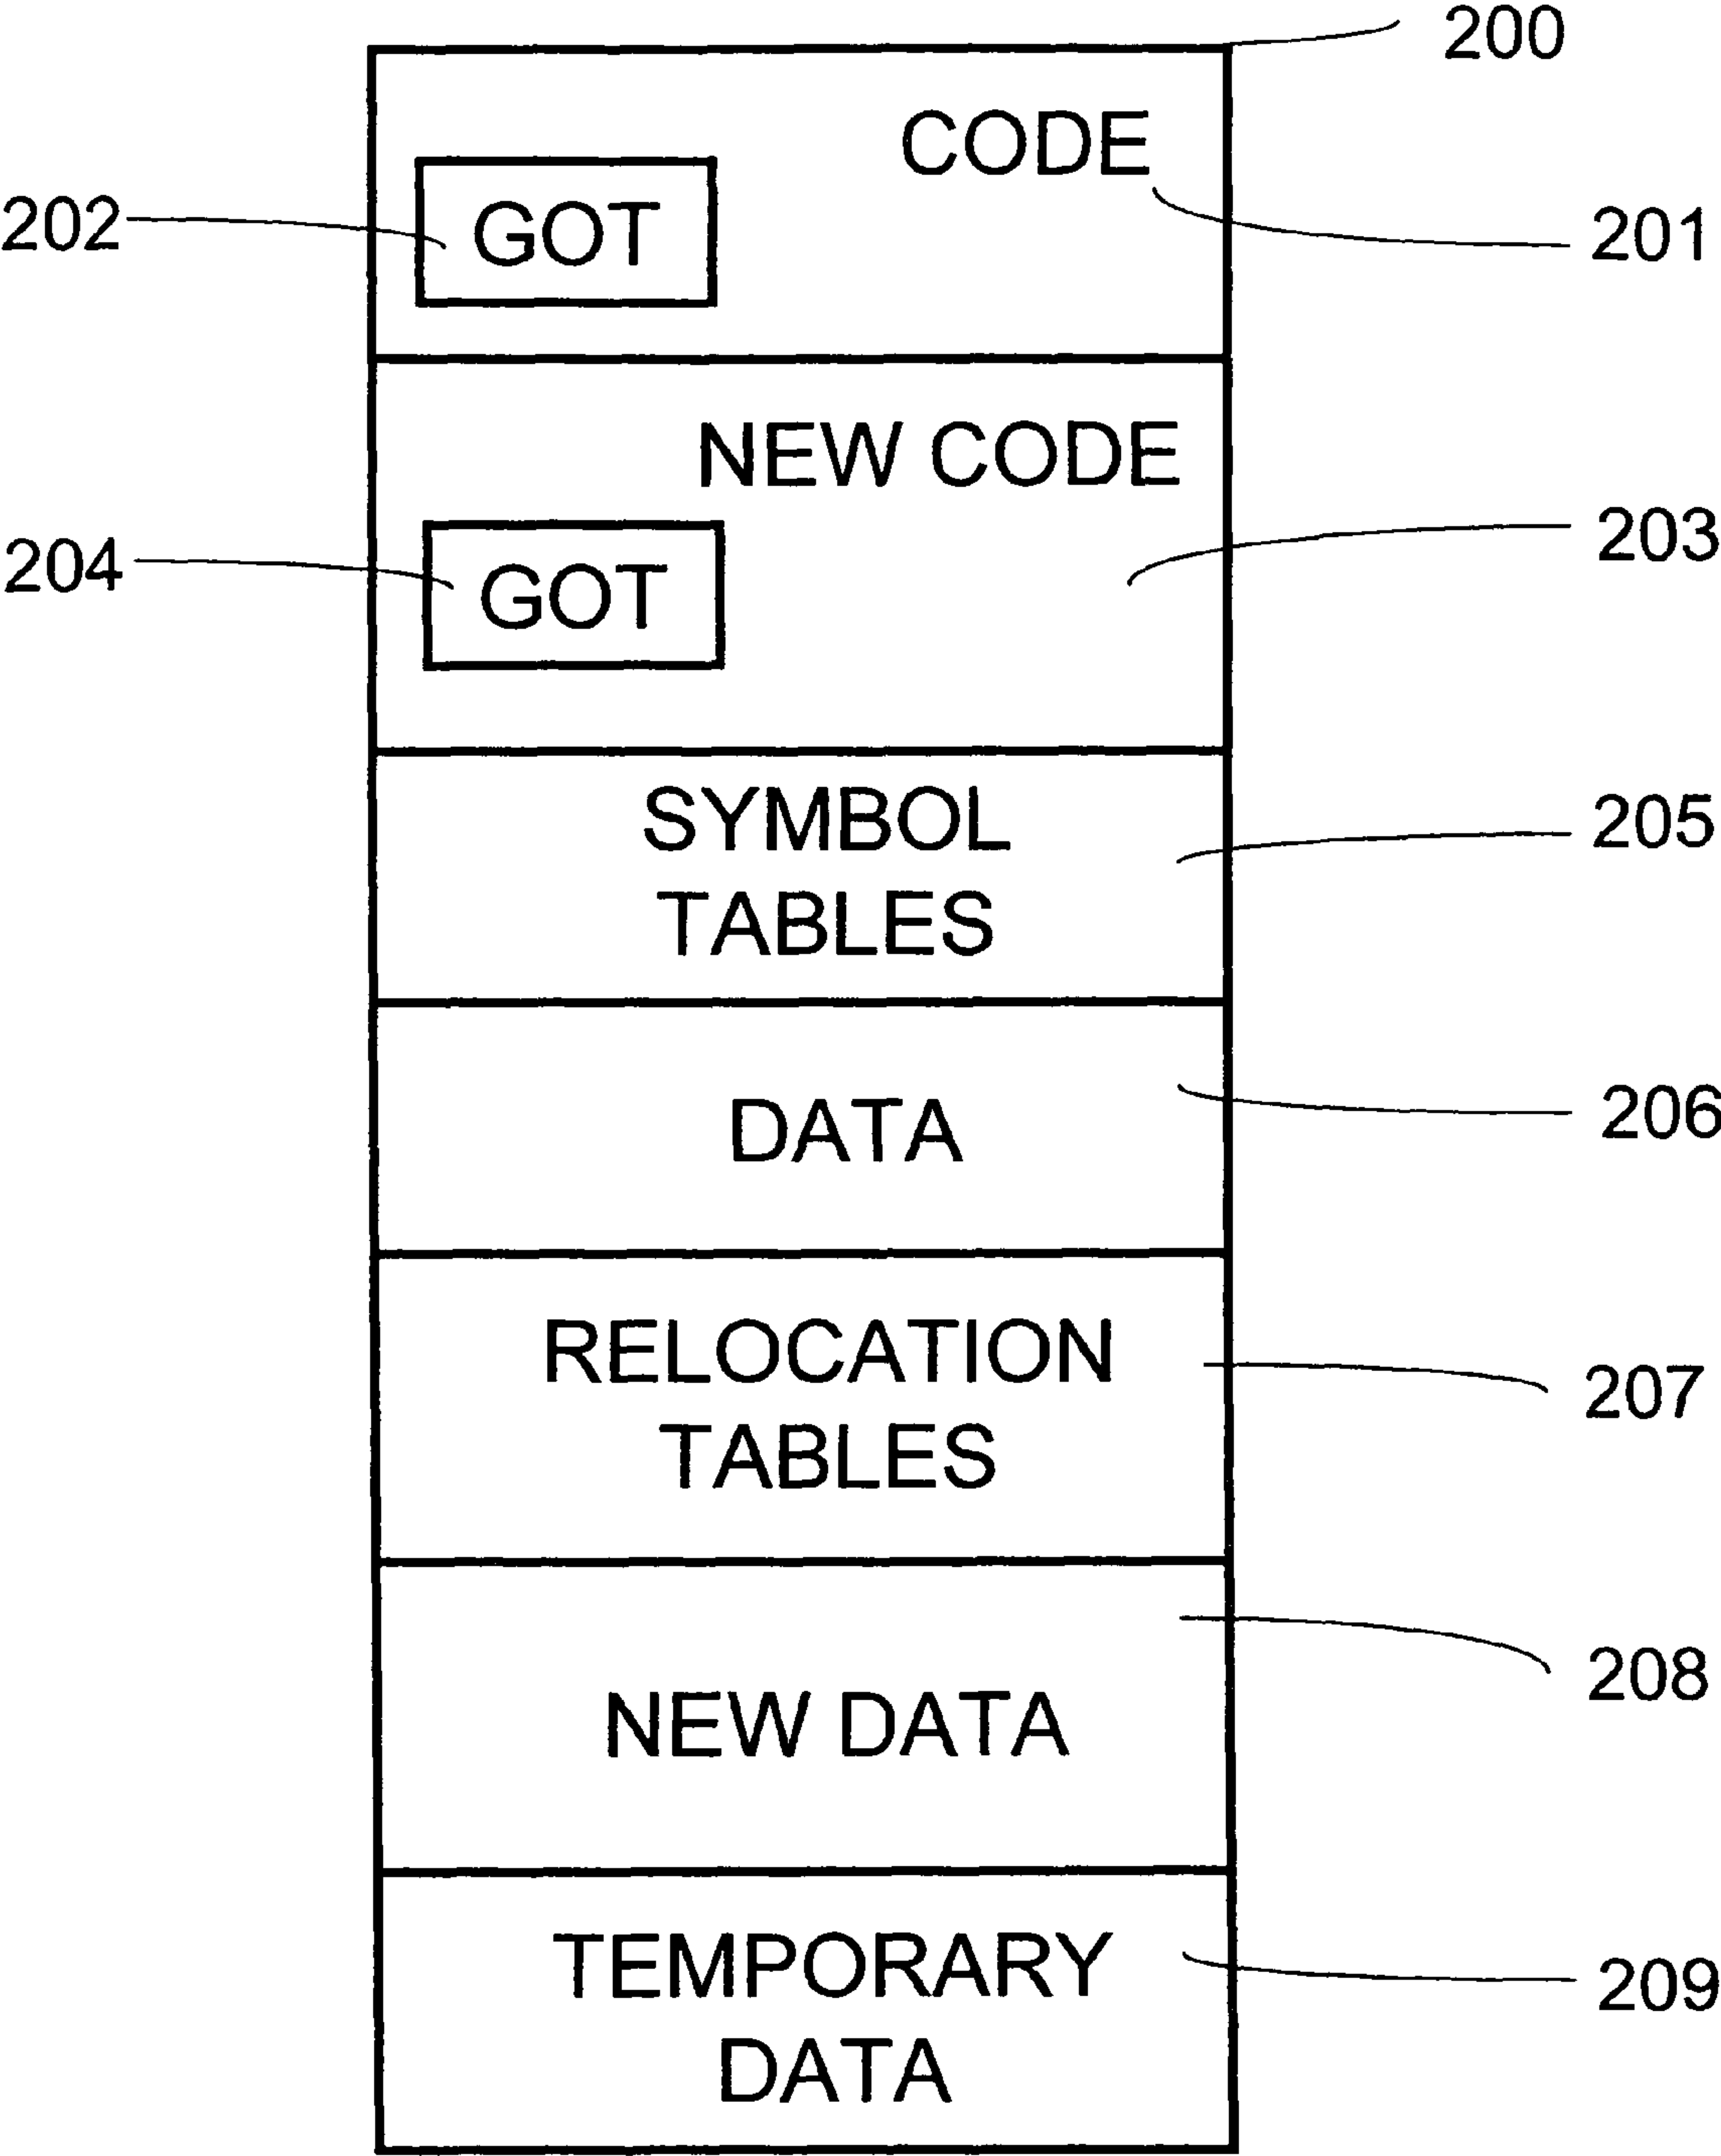 200
CODE
202
GOT
201
NEW CODE
203
204
GOT
SYMBOL
TABLES
205
DATA
206
RELOCATION
TABLES
207
NEW DATA
208
TEMPORARY
DATA
209